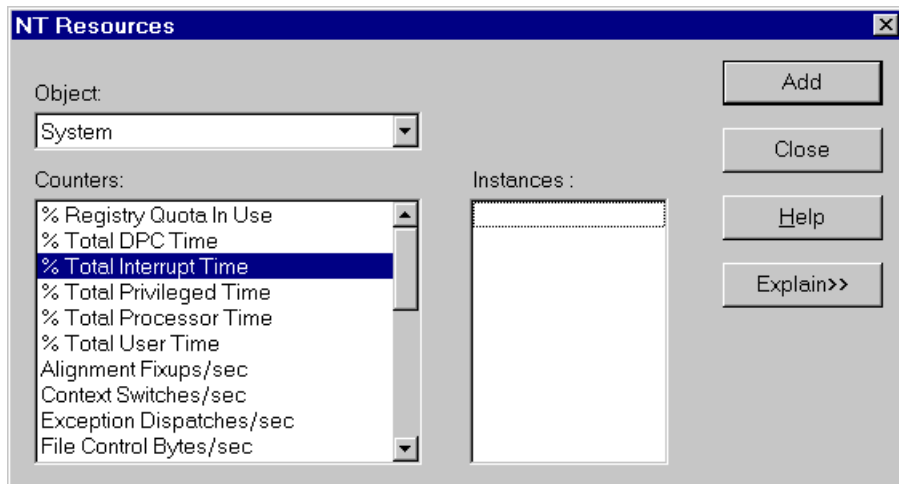 NT Resources
Object:
System
Counters:
% Registry Quota In Use
% Total DPC Time
% Total Interrupt Time
% Total Privileged Time
% Total Processor Time
% Total User Time
Alignment Fixups/sec
Context Switches/sec
Exception Dispatches/sec
File Control Bytes/sec
Instances :
Add
Close
Help
Explain>>